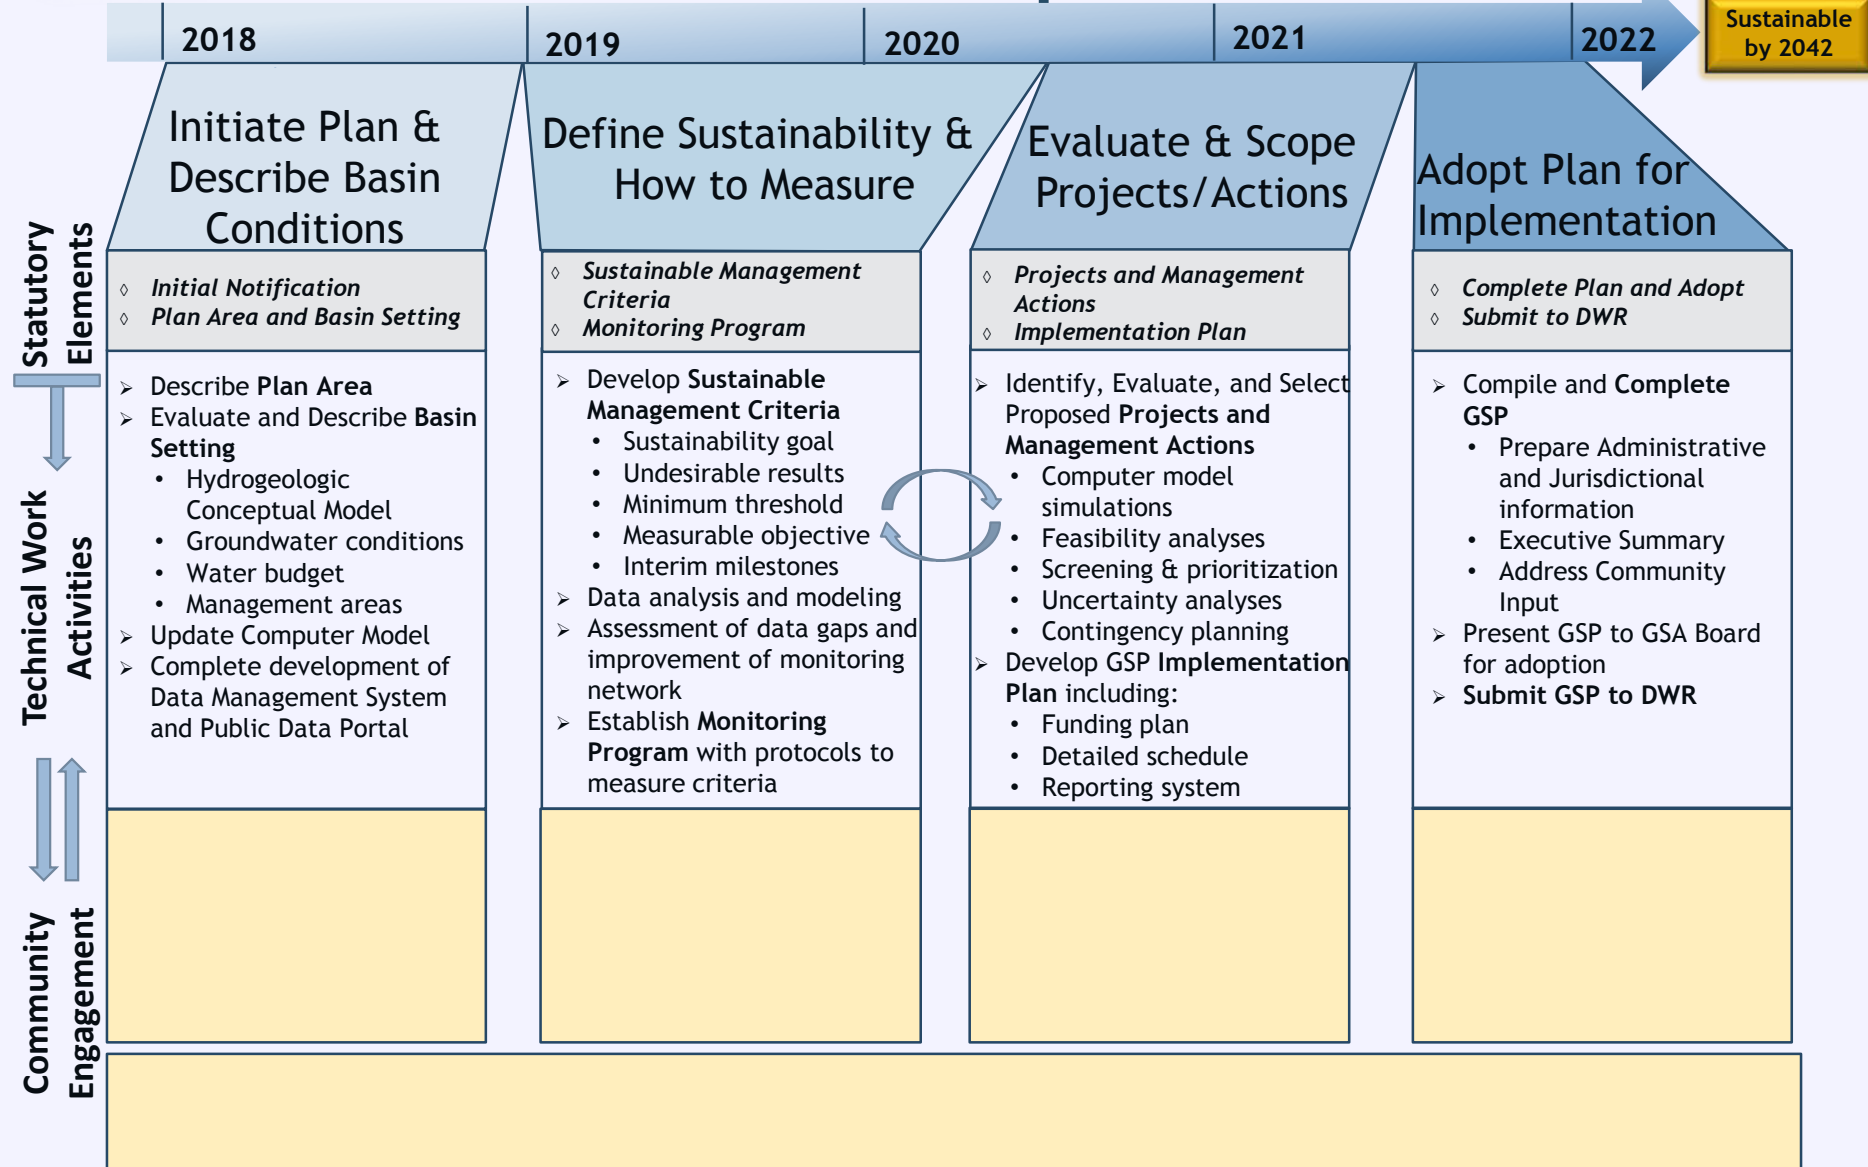 2018
2019
2020
2021
2022
Sustainable
by 2042
Initiate Plan &
Describe Basin
Conditions
Define Sustainability &
How to Measure
Evaluate & Scope
Projects/Actions
Adopt Plan for
Implementation
Statutory
Elements
◊ Initial Notification
◊ Plan Area and Basin Setting
◊ Sustainable Management
Criteria
◊ Monitoring Program
◊ Projects and Management
Actions
◊ Implementation Plan
◊ Complete Plan and Adopt
◊ Submit to DWR
Technical Work
Activities
➢ Describe Plan Area
➢ Evaluate and Describe Basin
Setting
• Hydrogeologic
Conceptual Model
• Groundwater conditions
• Water budget
• Management areas
➢ Update Computer Model
➢ Complete development of
Data Management System
and Public Data Portal
➢ Develop Sustainable
Management Criteria
• Sustainability goal
• Undesirable results
• Minimum threshold
• Measurable objective
• Interim milestones
➢ Data analysis and modeling
➢ Assessment of data gaps and
improvement of monitoring
network
➢ Establish Monitoring
Program with protocols to
measure criteria
➢ Identify, Evaluate, and Select
Proposed Projects and
Management Actions
• Computer model
simulations
• Feasibility analyses
• Screening & prioritization
• Uncertainty analyses
• Contingency planning
➢ Develop GSP Implementation
Plan including:
• Funding plan
• Detailed schedule
• Reporting system
➢ Compile and Complete
GSP
• Prepare Administrative
and Jurisdictional
information
• Executive Summary
• Address Community
Input
➢ Present GSP to GSA Board
for adoption
➢ Submit GSP to DWR
Community
Engagement